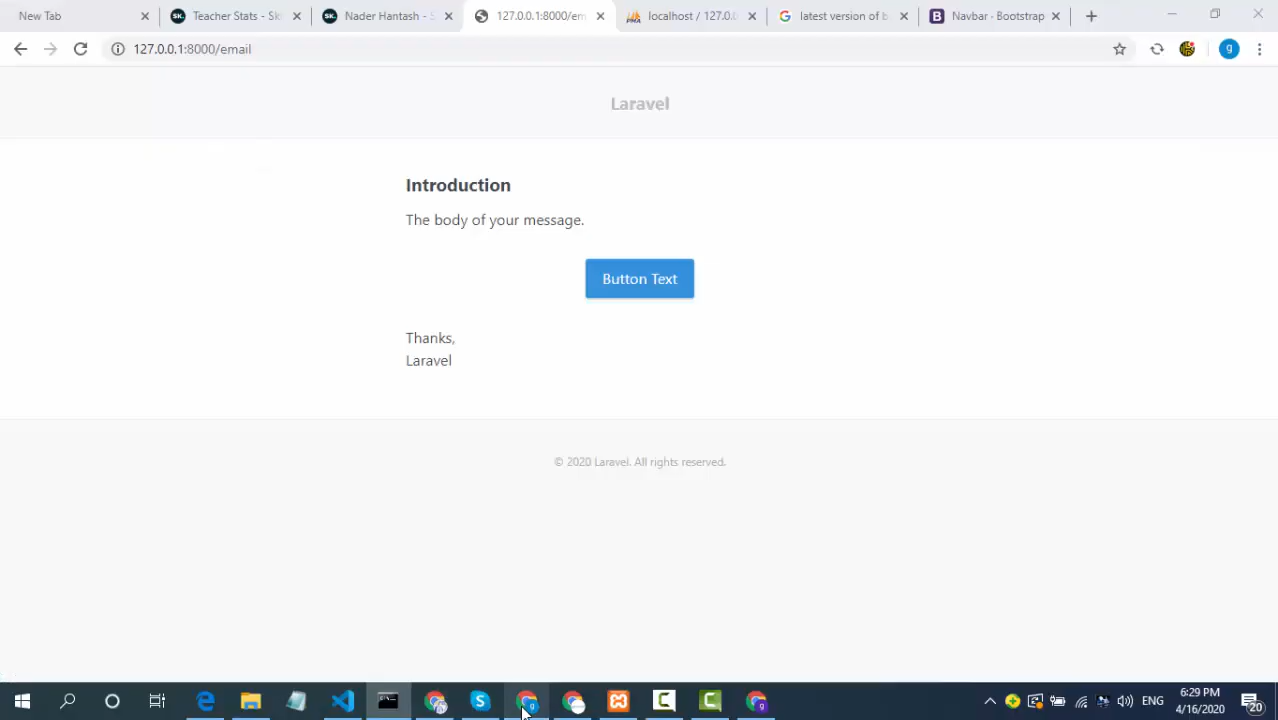 New Tab
Teacher Stats - Sk
Nader Hantash - S
127.0.0.1:8000/em
localhost / 127.0.
latest version of b
Navbar · Bootstrap
127.0.0.1:8000/email
Laravel
Introduction
The body of your message.
Button Text
Thanks,
Laravel
© 2020 Laravel. All rights reserved.
ENG
6:29 PM
4/16/2020
20